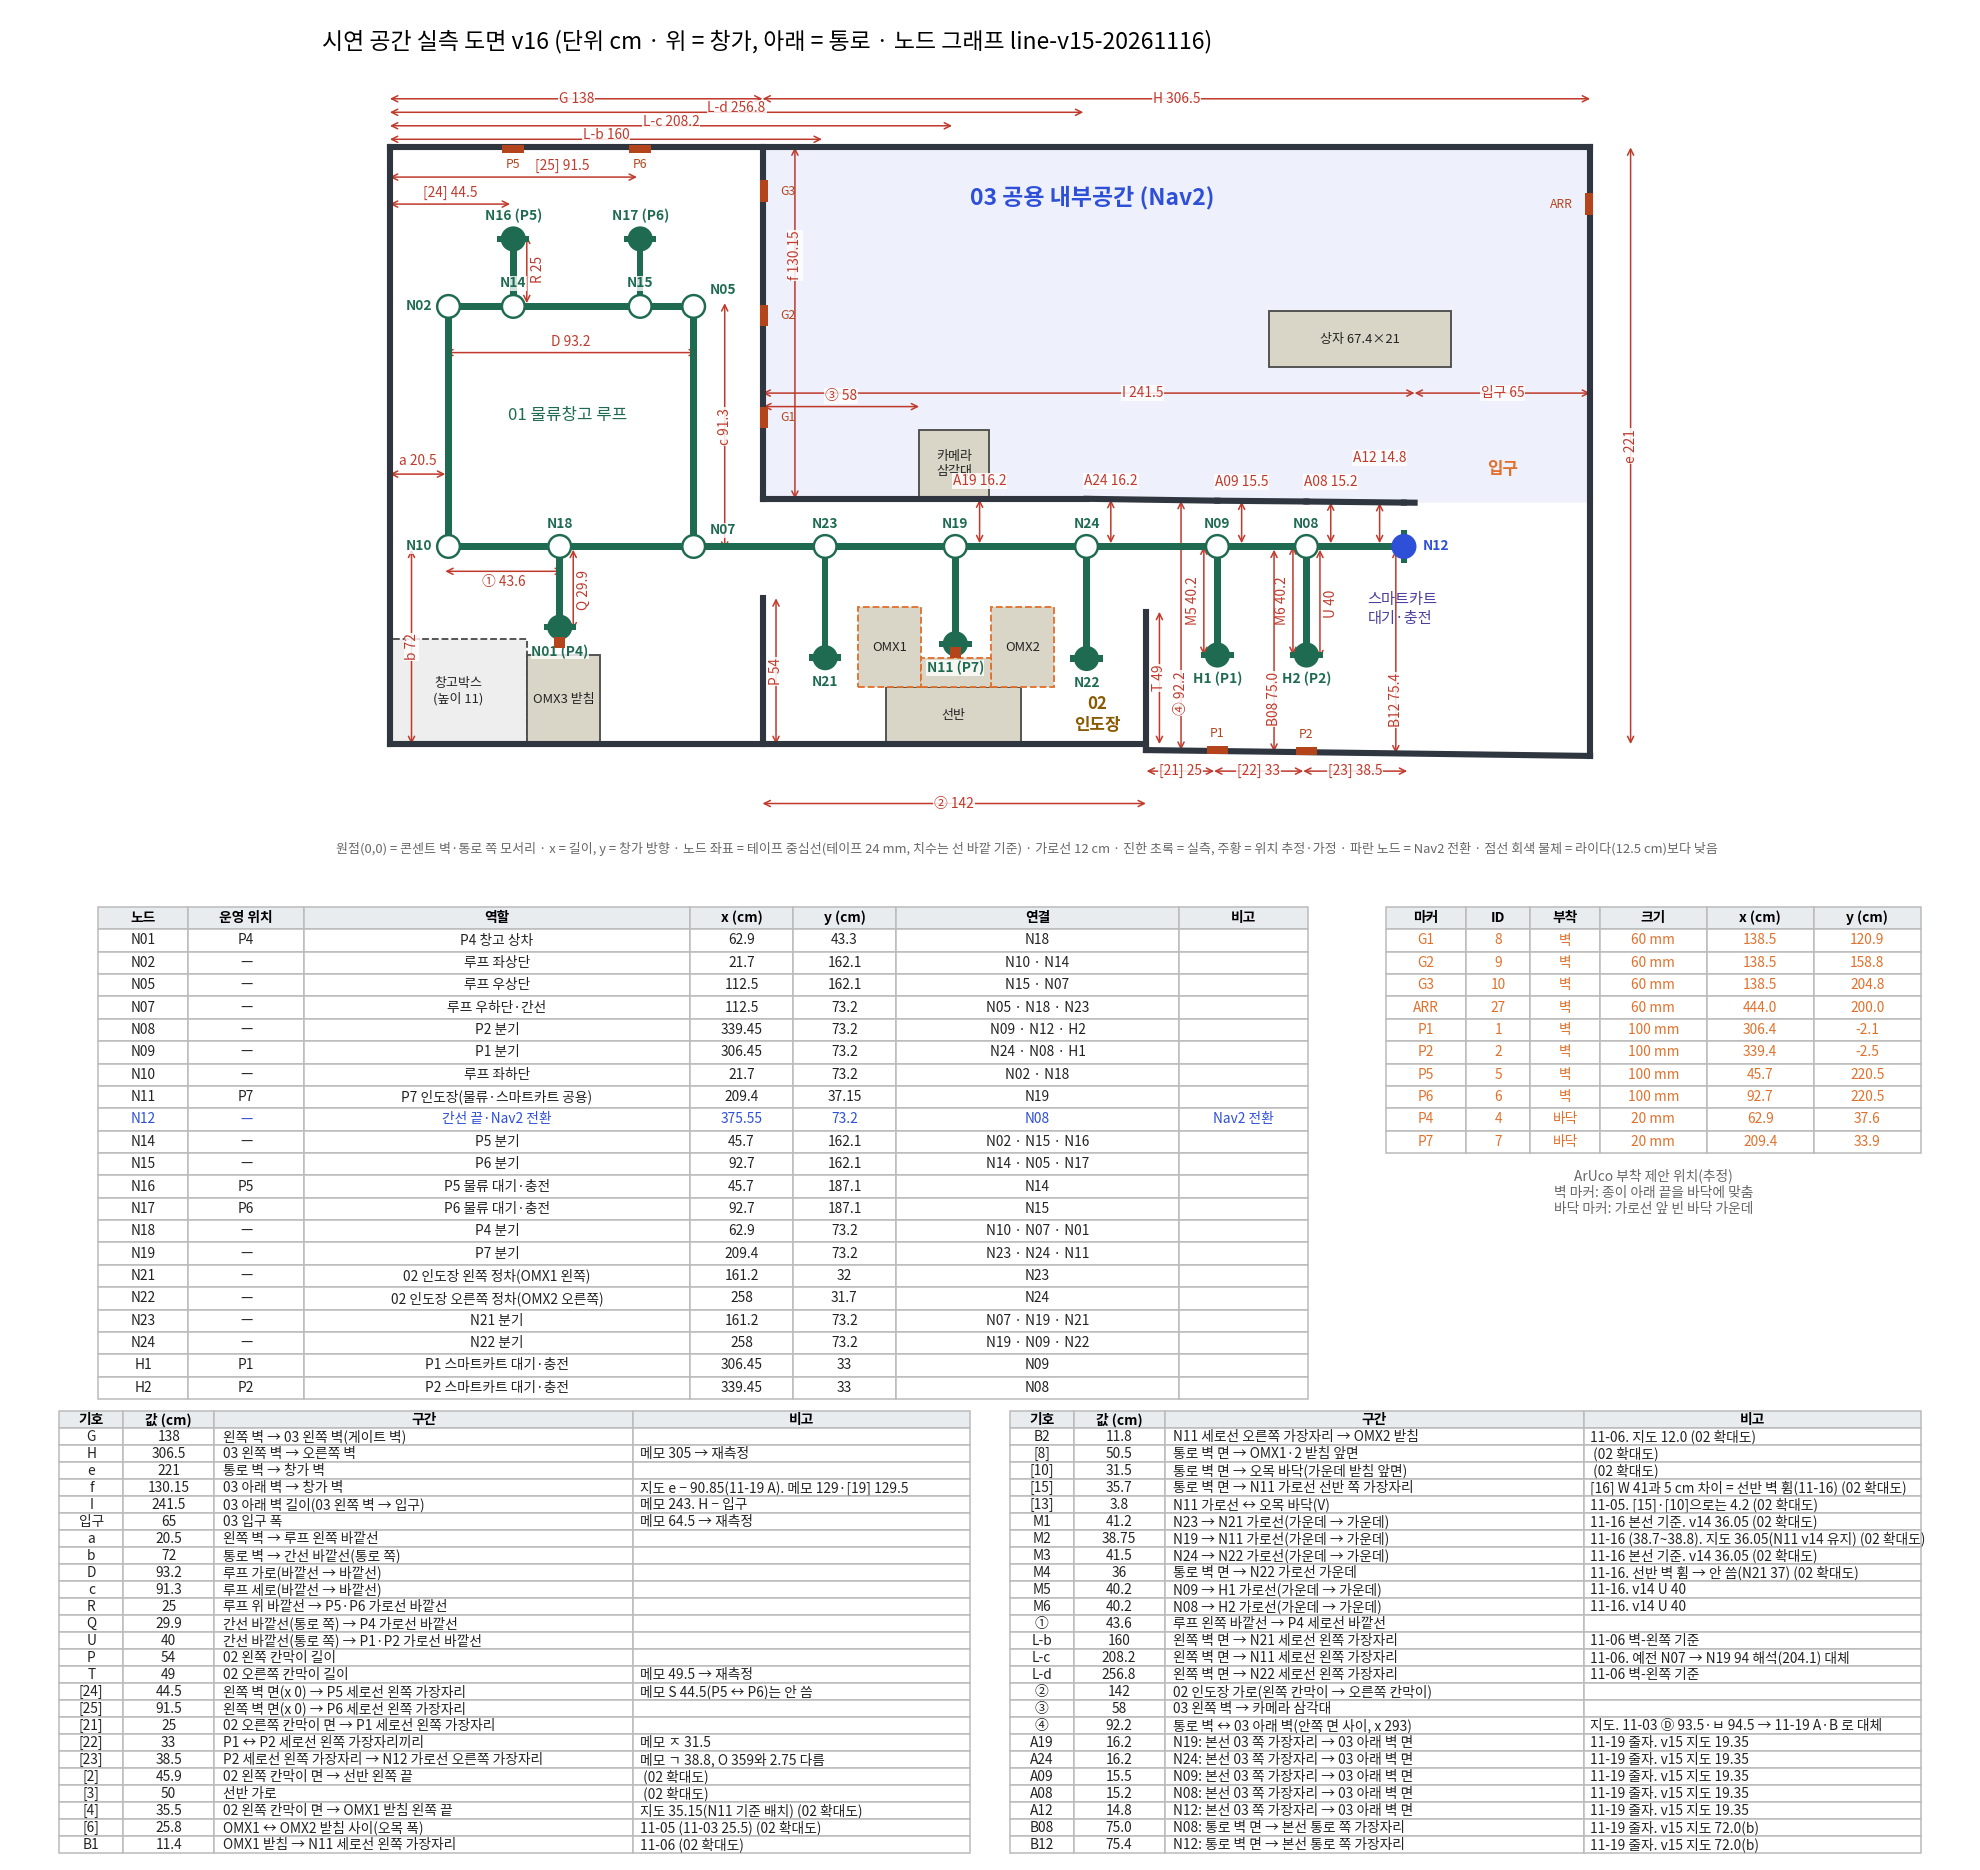 시연 공간 실측 도면 v16 (단위 cm · 위 = 창가, 아래 = 통로 · 노드 그래프 line-v15-20261116)
G 138
H 306.5
L-d 256.8
L-c 208.2
L-b 160
P5
[25] 91.5
P6
[24] 44.5
G3
03 공용 내부공간 (Nav2)
ARR
N16 (P5)
N17 (P6)
R 25
f 130.15
N14
N15
N05
N02
G2
상자 67.4×21
D 93.2
③ 58
I 241.5
입구 65
01 물류창고 루프
G1
c 91.3
e 221
a 20.5
카메라
삼각대
A19 16.2
A24 16.2
A09 15.5
A08 15.2
A12 14.8
입구
N10
N18
N07
N23
N19
N24
N09
N08
N12
① 43.6
Q 29.9
M5 40.2
M6 40.2
U 40
스마트카트
대기·충전
b 72
N01 (P4)
OMX1
OMX2
N11 (P7)
P 54
T 49
④ 92.2
B08 75.0
B12 75.4
창고박스
(높이 11)
OMX3 받침
N21
N22
H1 (P1)
H2 (P2)
선반
02
인도장
P1
P2
[21] 25
[22] 33
[23] 38.5
② 142
원점(0,0) = 콘센트 벽·통로 쪽 모서리 · x = 길이, y = 창가 방향 · 노드 좌표 = 테이프 중심선(테이프 24 mm, 치수는 선 바깥 기준) · 가로선 12 cm · 진한 초록 = 실측, 주황 = 위치 추정·가정 · 파란 노드 = Nav2 전환 · 점선 회색 물체 = 라이다(12.5 cm)보다 낮음
노드 운영 위치 역할 x (cm) y (cm) 연결 비고
N01 P4 P4 창고 상차 62.9 43.3 N18
N02 — 루프 좌상단 21.7 162.1 N10 · N14
N05 — 루프 우상단 112.5 162.1 N15 · N07
N07 — 루프 우하단·간선 112.5 73.2 N05 · N18 · N23
N08 — P2 분기 339.45 73.2 N09 · N12 · H2
N09 — P1 분기 306.45 73.2 N24 · N08 · H1
N10 — 루프 좌하단 21.7 73.2 N02 · N18
N11 P7 P7 인도장(물류·스마트카트 공용) 209.4 37.15 N19
N12 — 간선 끝·Nav2 전환 375.55 73.2 N08 Nav2 전환
N14 — P5 분기 45.7 162.1 N02 · N15 · N16
N15 — P6 분기 92.7 162.1 N14 · N05 · N17
N16 P5 P5 물류 대기·충전 45.7 187.1 N14
N17 P6 P6 물류 대기·충전 92.7 187.1 N15
N18 — P4 분기 62.9 73.2 N10 · N07 · N01
N19 — P7 분기 209.4 73.2 N23 · N24 · N11
N21 — 02 인도장 왼쪽 정차(OMX1 왼쪽) 161.2 32 N23
N22 — 02 인도장 오른쪽 정차(OMX2 오른쪽) 258 31.7 N24
N23 — N21 분기 161.2 73.2 N07 · N19 · N21
N24 — N22 분기 258 73.2 N19 · N09 · N22
H1 P1 P1 스마트카트 대기·충전 306.45 33 N09
H2 P2 P2 스마트카트 대기·충전 339.45 33 N08
마커 ID 부착 크기 x (cm) y (cm)
G1 8 벽 60 mm 138.5 120.9
G2 9 벽 60 mm 138.5 158.8
G3 10 벽 60 mm 138.5 204.8
ARR 27 벽 60 mm 444.0 200.0
P1 1 벽 100 mm 306.4 -2.1
P2 2 벽 100 mm 339.4 -2.5
P5 5 벽 100 mm 45.7 220.5
P6 6 벽 100 mm 92.7 220.5
P4 4 바닥 20 mm 62.9 37.6
P7 7 바닥 20 mm 209.4 33.9
ArUco 부착 제안 위치(추정)
벽 마커: 종이 아래 끝을 바닥에 맞춤
바닥 마커: 가로선 앞 빈 바닥 가운데
기호 값 (cm) 구간 비고
G 138 왼쪽 벽 → 03 왼쪽 벽(게이트 벽)
H 306.5 03 왼쪽 벽 → 오른쪽 벽 메모 305 → 재측정
e 221 통로 벽 → 창가 벽
f 130.15 03 아래 벽 → 창가 벽 지도 e − 90.85(11-19 A). 메모 129·[19] 129.5
I 241.5 03 아래 벽 길이(03 왼쪽 벽 → 입구) 메모 243. H − 입구
입구 65 03 입구 폭 메모 64.5 → 재측정
a 20.5 왼쪽 벽 → 루프 왼쪽 바깥선
b 72 통로 벽 → 간선 바깥선(통로 쪽)
D 93.2 루프 가로(바깥선 → 바깥선)
c 91.3 루프 세로(바깥선 → 바깥선)
R 25 루프 위 바깥선 → P5·P6 가로선 바깥선
Q 29.9 간선 바깥선(통로 쪽) → P4 가로선 바깥선
U 40 간선 바깥선(통로 쪽) → P1·P2 가로선 바깥선
P 54 02 왼쪽 칸막이 길이
T 49 02 오른쪽 칸막이 길이 메모 49.5 → 재측정
[24] 44.5 왼쪽 벽 면(x 0) → P5 세로선 왼쪽 가장자리 메모 S 44.5(P5 ↔ P6)는 안 씀
[25] 91.5 왼쪽 벽 면(x 0) → P6 세로선 왼쪽 가장자리
[21] 25 02 오른쪽 칸막이 면 → P1 세로선 왼쪽 가장자리
[22] 33 P1 ↔ P2 세로선 왼쪽 가장자리끼리 메모 ㅈ 31.5
[23] 38.5 P2 세로선 왼쪽 가장자리 → N12 가로선 오른쪽 가장자리 메모 ㄱ 38.8, O 359와 2.75 다름
[2] 45.9 02 왼쪽 칸막이 면 → 선반 왼쪽 끝 (02 확대도)
[3] 50 선반 가로 (02 확대도)
[4] 35.5 02 왼쪽 칸막이 면 → OMX1 받침 왼쪽 끝 지도 35.15(N11 기준 배치) (02 확대도)
[6] 25.8 OMX1 ↔ OMX2 받침 사이(오목 폭) 11-05 (11-03 25.5) (02 확대도)
B1 11.4 OMX1 받침 → N11 세로선 왼쪽 가장자리 11-06 (02 확대도)
기호 값 (cm) 구간 비고
B2 11.8 N11 세로선 오른쪽 가장자리 → OMX2 받침 11-06. 지도 12.0 (02 확대도)
[8] 50.5 통로 벽 면 → OMX1·2 받침 앞면 (02 확대도)
[10] 31.5 통로 벽 면 → 오목 바닥(가운데 받침 앞면) (02 확대도)
[15] 35.7 통로 벽 면 → N11 가로선 선반 쪽 가장자리 [16] W 41과 5 cm 차이 = 선반 벽 휨(11-16) (02 확대도)
[13] 3.8 N11 가로선 ↔ 오목 바닥(V) 11-05. [15]·[10]으로는 4.2 (02 확대도)
M1 41.2 N23 → N21 가로선(가운데 → 가운데) 11-16 본선 기준. v14 36.05 (02 확대도)
M2 38.75 N19 → N11 가로선(가운데 → 가운데) 11-16 (38.7~38.8). 지도 36.05(N11 v14 유지) (02 확대도)
M3 41.5 N24 → N22 가로선(가운데 → 가운데) 11-16 본선 기준. v14 36.05 (02 확대도)
M4 36 통로 벽 면 → N22 가로선 가운데 11-16. 선반 벽 휨 → 안 씀(N21 37) (02 확대도)
M5 40.2 N09 → H1 가로선(가운데 → 가운데) 11-16. v14 U 40
M6 40.2 N08 → H2 가로선(가운데 → 가운데) 11-16. v14 U 40
① 43.6 루프 왼쪽 바깥선 → P4 세로선 바깥선
L-b 160 왼쪽 벽 면 → N21 세로선 왼쪽 가장자리 11-06 벽-왼쪽 기준
L-c 208.2 왼쪽 벽 면 → N11 세로선 왼쪽 가장자리 11-06. 예전 N07 → N19 94 해석(204.1) 대체
L-d 256.8 왼쪽 벽 면 → N22 세로선 왼쪽 가장자리 11-06 벽-왼쪽 기준
② 142 02 인도장 가로(왼쪽 칸막이 → 오른쪽 칸막이)
③ 58 03 왼쪽 벽 → 카메라 삼각대
④ 92.2 통로 벽 ↔ 03 아래 벽(안쪽 면 사이, x 293) 지도. 11-03 ⓑ 93.5·ㅂ 94.5 → 11-19 A·B 로 대체
A19 16.2 N19: 본선 03 쪽 가장자리 → 03 아래 벽 면 11-19 줄자. v15 지도 19.35
A24 16.2 N24: 본선 03 쪽 가장자리 → 03 아래 벽 면 11-19 줄자. v15 지도 19.35
A09 15.5 N09: 본선 03 쪽 가장자리 → 03 아래 벽 면 11-19 줄자. v15 지도 19.35
A08 15.2 N08: 본선 03 쪽 가장자리 → 03 아래 벽 면 11-19 줄자. v15 지도 19.35
A12 14.8 N12: 본선 03 쪽 가장자리 → 03 아래 벽 면 11-19 줄자. v15 지도 19.35
B08 75.0 N08: 통로 벽 면 → 본선 통로 쪽 가장자리 11-19 줄자. v15 지도 72.0(b)
B12 75.4 N12: 통로 벽 면 → 본선 통로 쪽 가장자리 11-19 줄자. v15 지도 72.0(b)